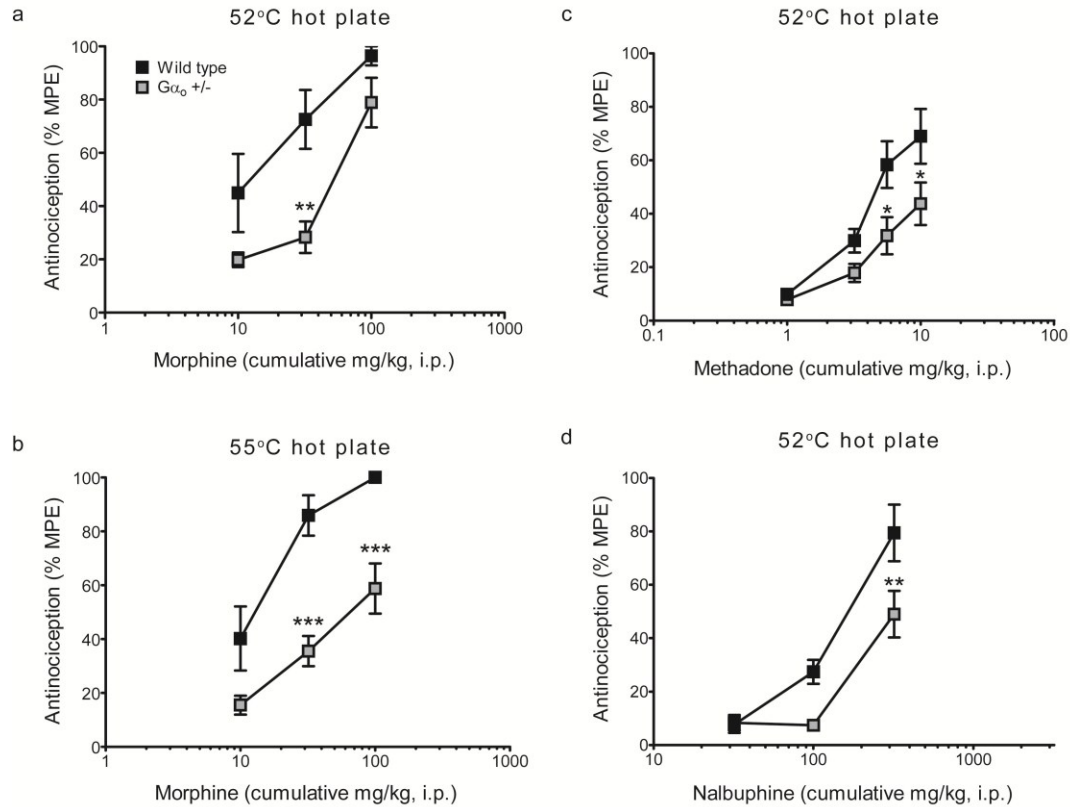 a
52°C hot plate
Antinociception (% MPE)
100
80
60
40
20
0
Wild type
Gαₒ +/-
**
1
10
100
1000
Morphine (cumulative mg/kg, i.p.)
c
52°C hot plate
Antinociception (% MPE)
100
80
60
40
20
0
*
*
0.1
1
10
100
Methadone (cumulative mg/kg, i.p.)
b
55°C hot plate
Antinociception (% MPE)
100
80
60
40
20
0
***
***
1
10
100
1000
Morphine (cumulative mg/kg, i.p.)
d
52°C hot plate
Antinociception (% MPE)
100
80
60
40
20
0
**
10
100
1000
Nalbuphine (cumulative mg/kg, i.p.)